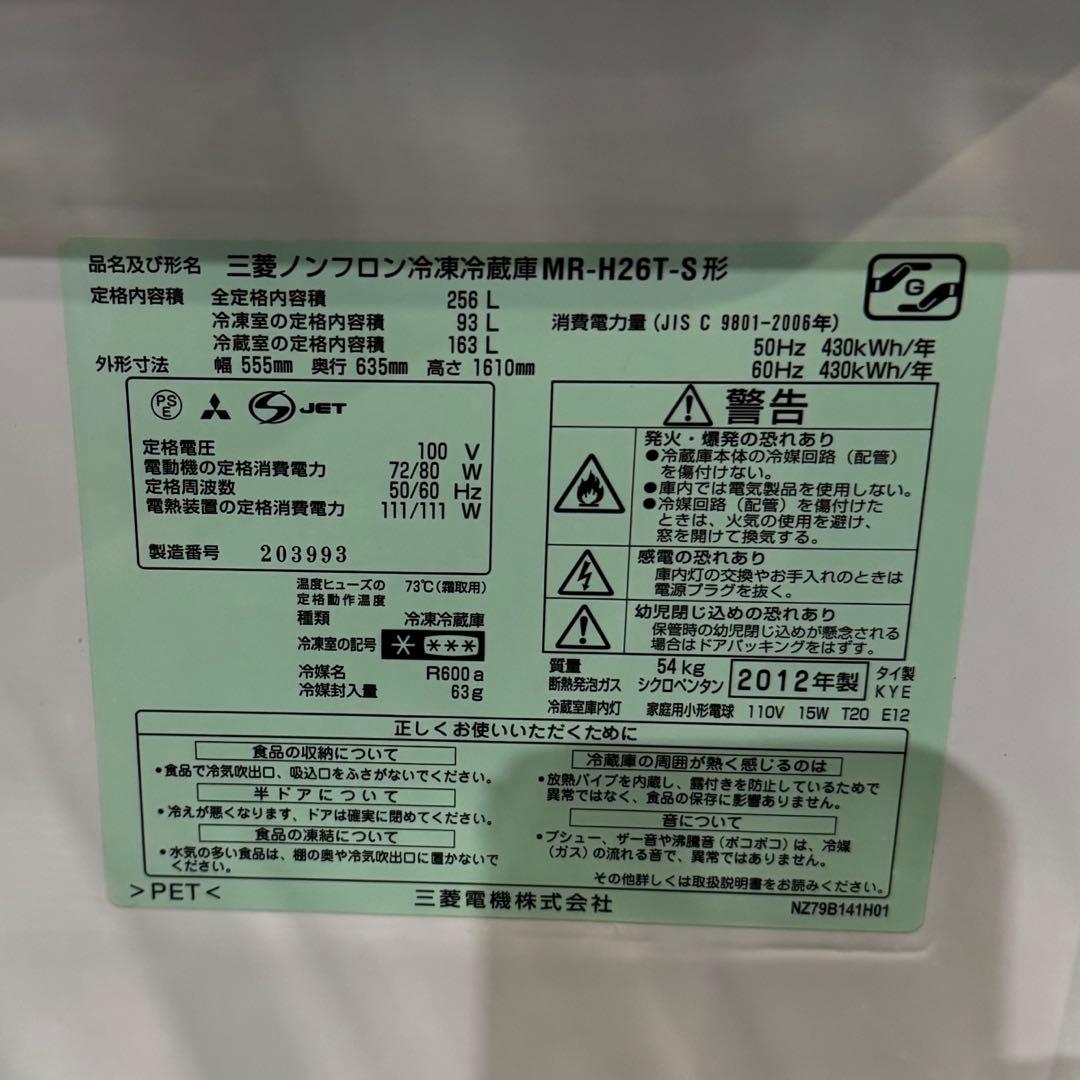 品名及び形名 三菱ノンフロン冷凍冷蔵庫MR-H26T-S形
G
定格内容積 全定格内容積 256 L
冷凍室の定格内容積 93 L
冷蔵室の定格内容積 163 L
外形寸法 幅 555mm 奥行 635mm 高さ 1610mm
消費電力量 (JIS C 9801-2006年)
50Hz 430kWh/年
60Hz 430kWh/年
PSE JET
定格電圧 100 V
電動機の定格消費電力 72/80 W
定格周波数 50/60 Hz
電熱装置の定格消費電力 111/111 W
製造番号 203993
温度ヒューズの 73℃(霜取用)
定格動作温度
種類 冷凍冷蔵庫
冷凍室の記号 * ***
冷媒名 R600a
冷媒封入量 63g
警告
発火・爆発の恐れあり
●冷蔵庫本体の冷媒回路(配管)
を傷付けない。
●庫内では電気製品を使用しない。
●冷媒回路(配管)を傷付けた
ときは、火気の使用を避け、
窓を開けて換気する。
感電の恐れあり
庫内灯の交換やお手入れのときは
電源プラグを抜く。
幼児閉じ込めの恐れあり
保管時の幼児閉じ込めが懸念される
場合はドアパッキングをはずす。
質量 54kg
断熱発泡ガス シクロペンタン
2012年製
タイ製
KYE
冷蔵室庫内灯 家庭用小形電球 110V 15W T20 E12
正しくお使いいただくために
食品の収納について
・食品で冷気吹出口、吸込口をふさがないでください。
半ドアについて
・冷えが悪くなります、ドアは確実に閉めてください。
食品の凍結について
・水気の多い食品は、棚の奥や冷気吹出口に置かないで
ください。
冷蔵庫の周囲が熱く感じるのは
・放熱パイプを内蔵し、露付きを防止しているためで
異常ではなく、食品の保存に影響ありません。
音について
・プシュー、ザー音や沸騰音(ポコポコ)は、冷媒
(ガス)の流れる音で、異常ではありません。
その他詳しくは取扱説明書をお読みください。
>PET<
三菱電機株式会社
NZ79B141H01